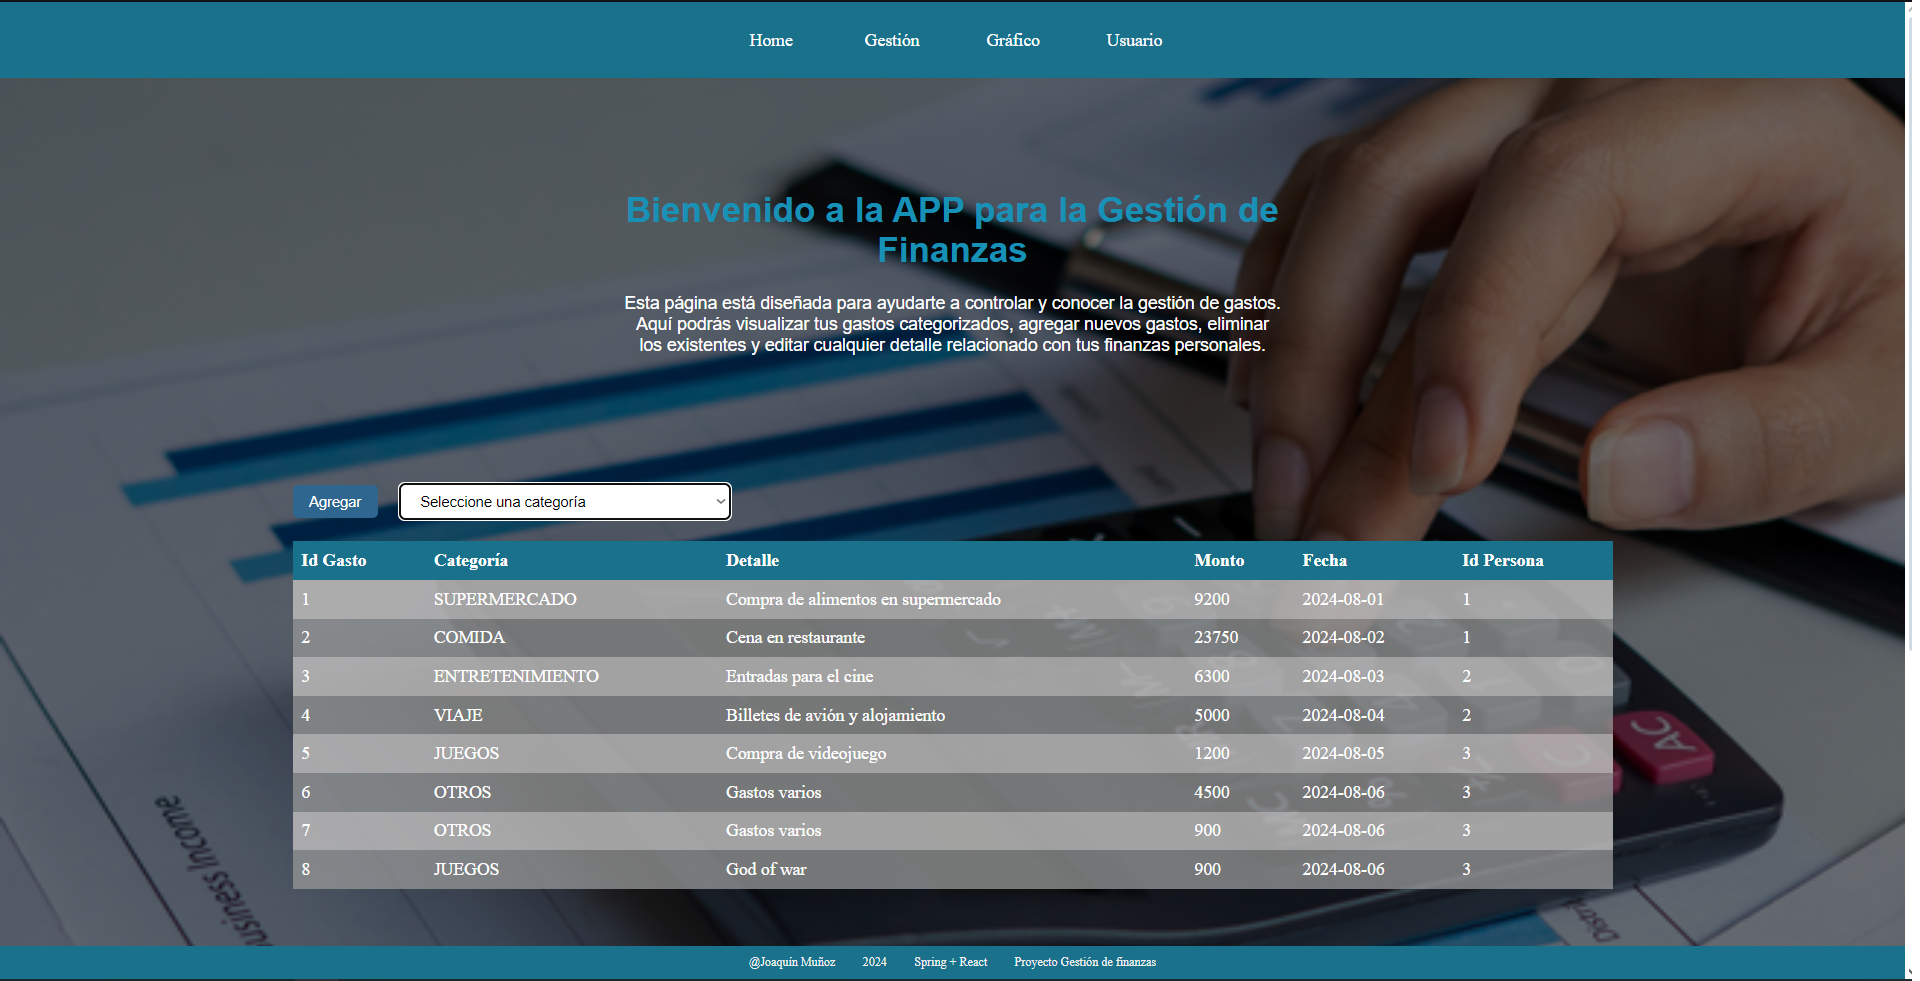 Home Gestión Gráfico Usuario
Bienvenido a la APP para la Gestión de
Finanzas
Esta página está diseñada para ayudarte a controlar y conocer la gestión de gastos.
Aquí podrás visualizar tus gastos categorizados, agregar nuevos gastos, eliminar
los existentes y editar cualquier detalle relacionado con tus finanzas personales.
Agregar Seleccione una categoría
Id Gasto Categoría Detalle Monto Fecha Id Persona
1 SUPERMERCADO Compra de alimentos en supermercado 9200 2024-08-01 1
2 COMIDA Cena en restaurante 23750 2024-08-02 1
3 ENTRETENIMIENTO Entradas para el cine 6300 2024-08-03 2
4 VIAJE Billetes de avión y alojamiento 5000 2024-08-04 2
5 JUEGOS Compra de videojuego 1200 2024-08-05 3
6 OTROS Gastos varios 4500 2024-08-06 3
7 OTROS Gastos varios 900 2024-08-06 3
8 JUEGOS God of war 900 2024-08-06 3
AC
usiness Income
@Joaquín Muñoz 2024 Spring + React Proyecto Gestión de finanzas